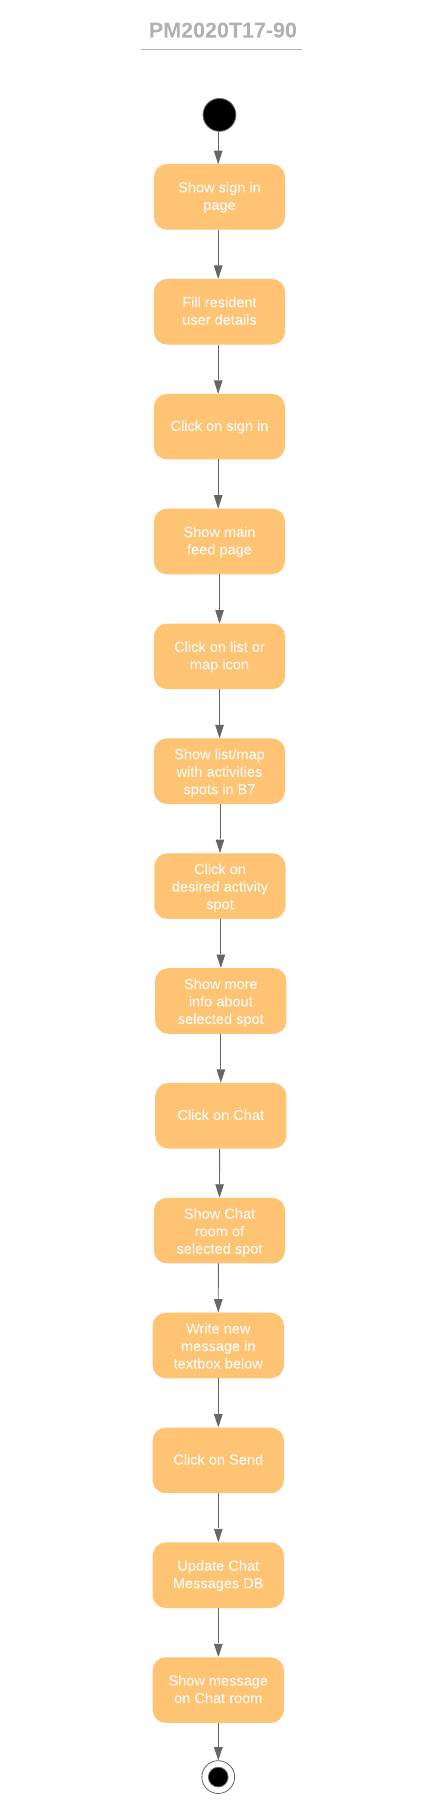 PM2020T17-90
Show sign in
page
Fill resident
user details
Click on sign in
Show main
feed page
Click on list or
map icon
Show list/map
with activities
spots in B7
Click on
desired activity
spot
Show more
info about
selected spot
Click on Chat
Show Chat
room of
selected spot
Write new
message in
textbox below
Click on Send
Update Chat
Messages DB
Show message
on Chat room